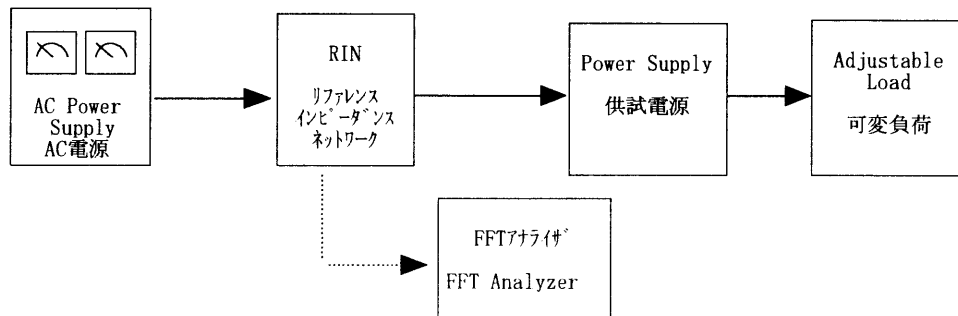 AC Power
Supply
AC電源
RIN
リファレンス
インピーダンス
ネットワーク
Power Supply
供試電源
Adjustable
Load
可変負荷
FFTアナライザ
FFT Analyzer